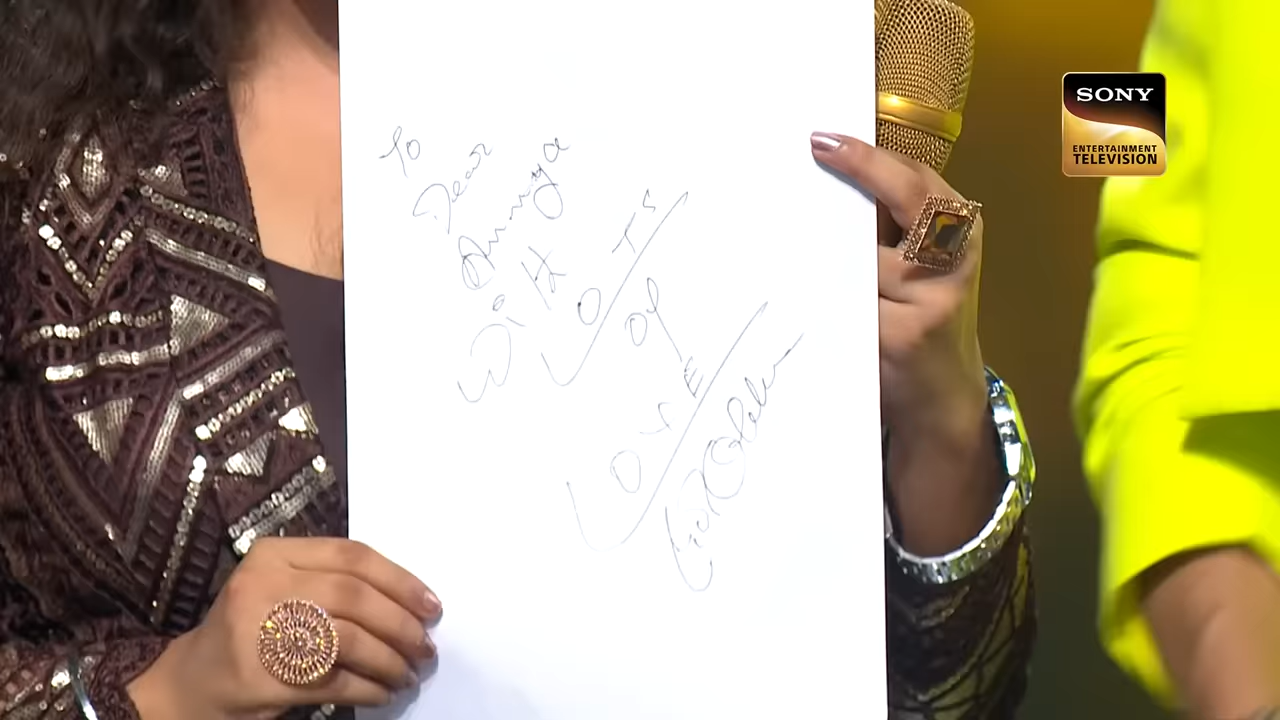 To
Dear
Ananya
With
LOTS
Of
LOVE
SONY
ENTERTAINMENT
TELEVISION